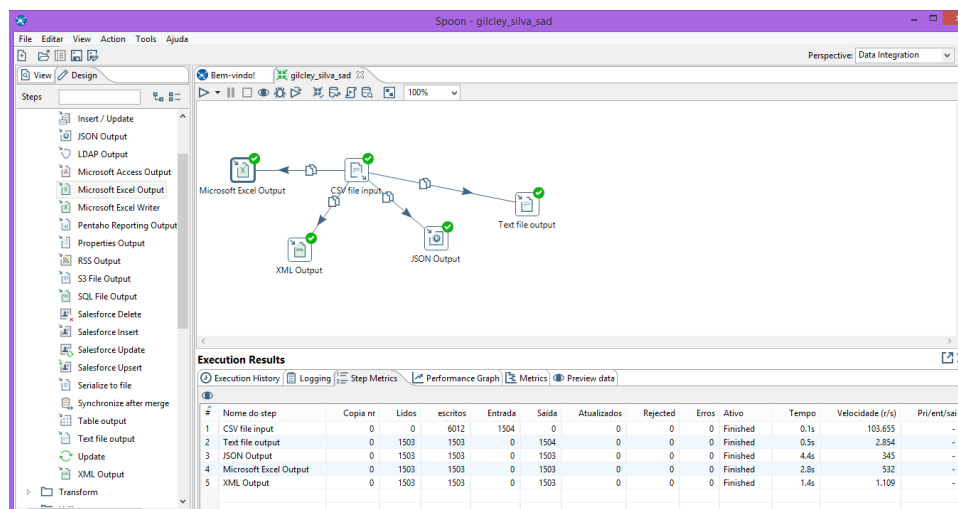 Spoon - gilcley_silva_sad
File Editar View Action Tools Ajuda
Perspective: Data Integration
View Design
Bem-vindo! gilcley_silva_sad
Steps
100%
Insert / Update
JSON Output
LDAP Output
Microsoft Access Output
Microsoft Excel Output
Microsoft Excel Writer
Pentaho Reporting Output
Properties Output
RSS Output
S3 File Output
SQL File Output
Salesforce Delete
Salesforce Insert
Salesforce Update
Salesforce Upsert
Serialize to file
Synchronize after merge
Table output
Text file output
Update
XML Output
Transform
Microsoft Excel Output
CSV file input
Text file output
JSON Output
XML Output
Execution Results
Execution History Logging Step Metrics Performance Graph Metrics Preview data
# Nome do step Copia nr Lidos escritos Entrada Saída Atualizados Rejected Erros Ativo Tempo Velocidade (r/s) Pri/ent/sai
1 CSV file input 0 0 6012 1504 0 0 0 0 Finished 0.1s 103.655 -
2 Text file output 0 1503 1503 0 1504 0 0 0 Finished 0.5s 2.854 -
3 JSON Output 0 1503 1503 0 1503 0 0 0 Finished 4.4s 345 -
4 Microsoft Excel Output 0 1503 1503 0 1503 0 0 0 Finished 2.8s 532 -
5 XML Output 0 1503 1503 0 1503 0 0 0 Finished 1.4s 1.109 -